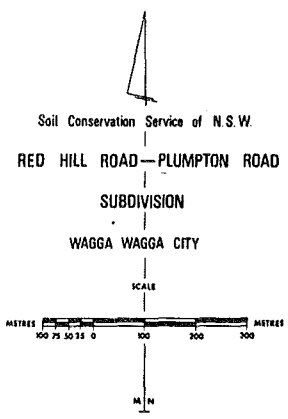 Soil Conservation Service of N.S.W.
RED HILL ROAD — PLUMPTON ROAD
SUBDIVISION
WAGGA WAGGA CITY
SCALE
METRES METRES
100 75 50 25 0 100 200 300
M N